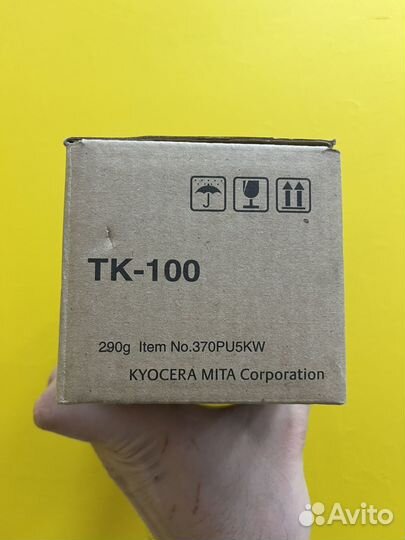 TK-100
290g Item No.370PU5KW
KYOCERA MITA Corporation
Avito